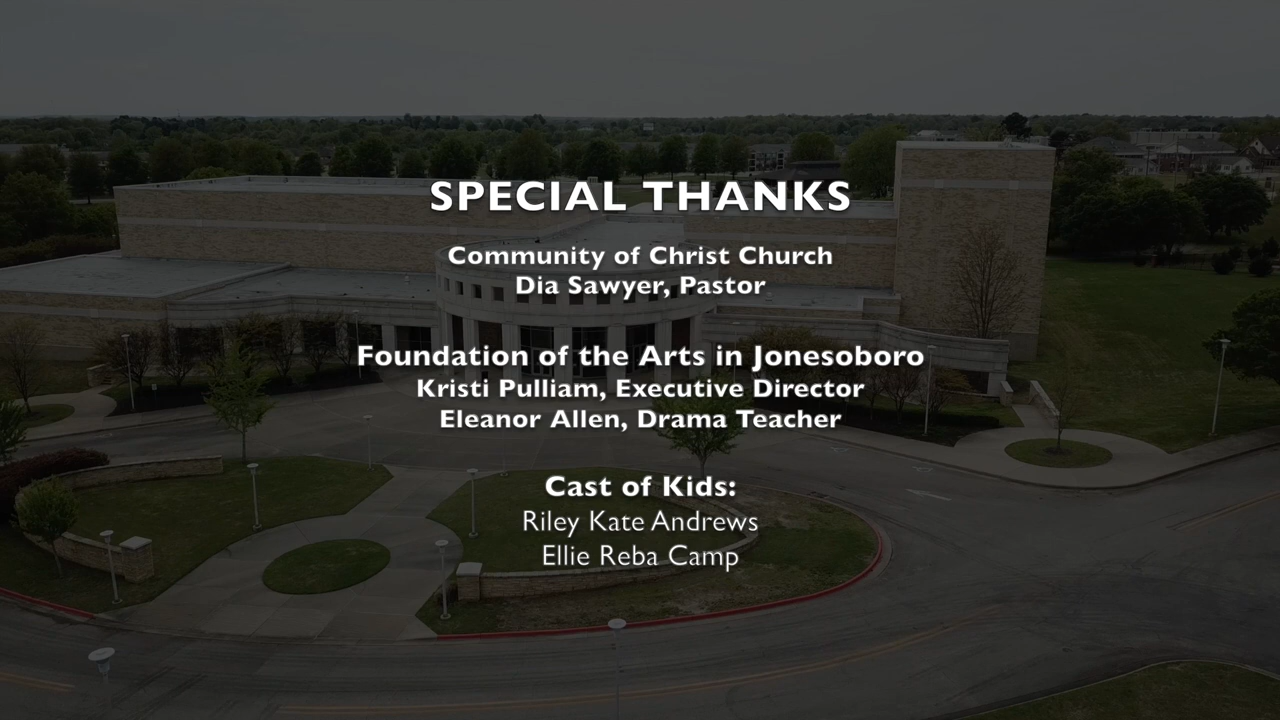 SPECIAL THANKS
Community of Christ Church
Dia Sawyer, Pastor
Foundation of the Arts in Jonesoboro
Kristi Pulliam, Executive Director
Eleanor Allen, Drama Teacher
Cast of Kids:
Riley Kate Andrews
Ellie Reba Camp